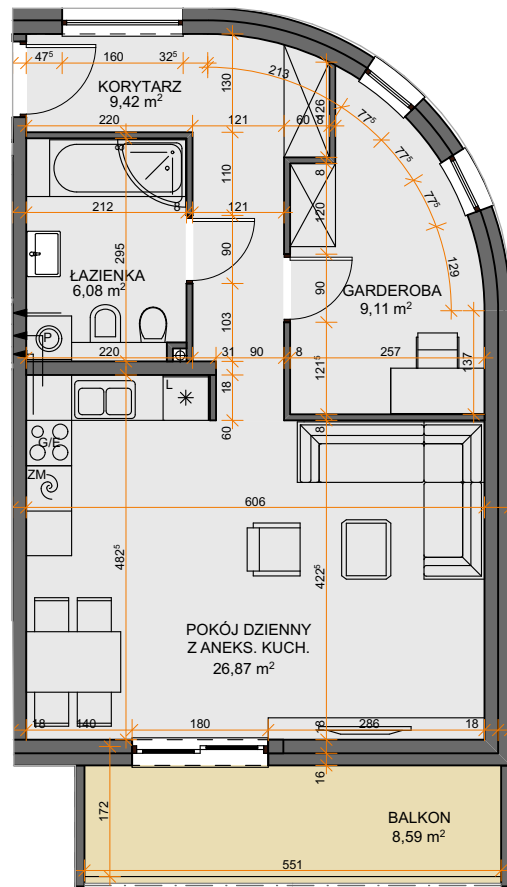 47⁵ 160 32⁵
213
KORYTARZ
9,42 m²
130
126
220 121 60 8
77⁵
77⁵
77⁵
8
110
8
212 8 121
120
295
ŁAZIENKA
6,08 m²
90
90
129
GARDEROBA
9,11 m²
103
P
220 31 90 8 257
137
121⁵
18
L
60
8
G/E
ZM
606
482⁵
422⁵
POKÓJ DZIENNY
Z ANEKS. KUCH.
26,87 m²
18 140 180 18 286 18
16
172
BALKON
8,59 m²
551